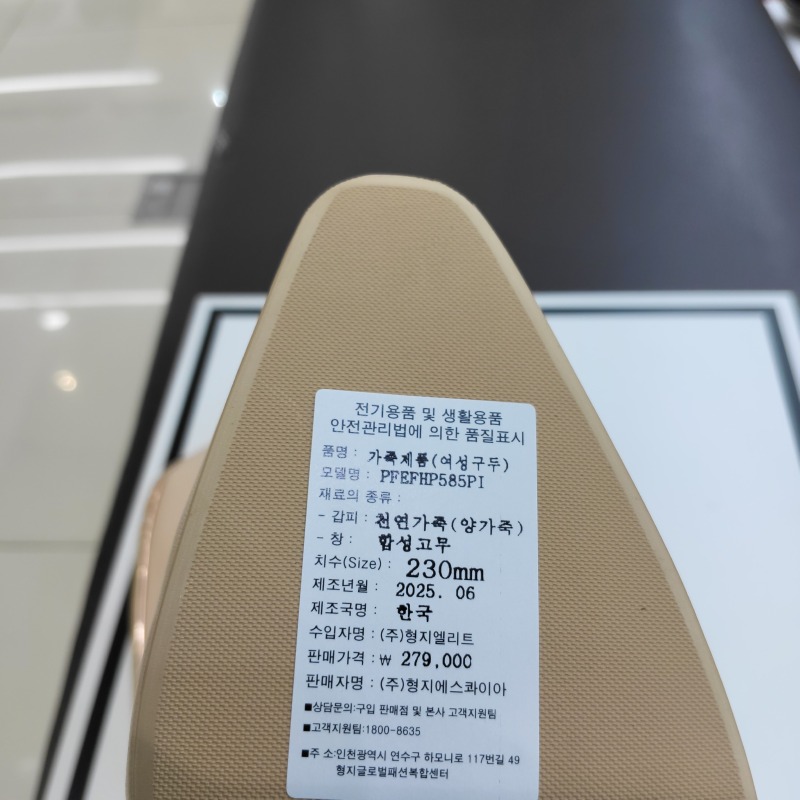 전기용품 및 생활용품
안전관리법에 의한 품질표시
품명 : 가죽제품(여성구두)
모델명 : PFEFHP585PI
재료의 종류 :
- 갑피 : 천연가죽(양가죽)
- 창 : 합성고무
치수(Size) : 230mm
제조년월 : 2025. 06
제조국명 : 한국
수입자명 : (주)형지엘리트
판매가격 : ₩ 279,000
판매자명 : (주)형지에스콰이아
■상담문의:구입 판매점 및 본사 고객지원팀
■고객지원팀:1800-8635
■주 소:인천광역시 연수구 하모니로 117번길 49
형지글로벌패션복합센터